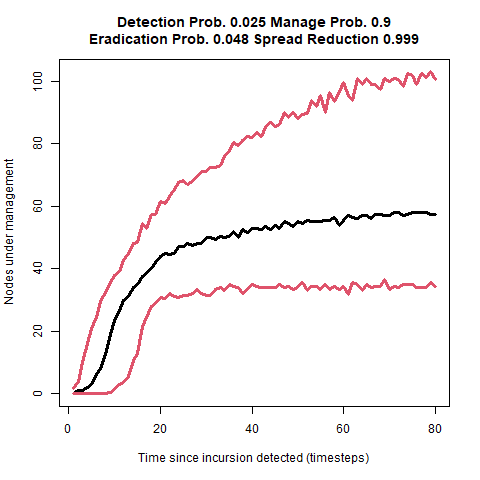 Detection Prob. 0.025 Manage Prob. 0.9
Eradication Prob. 0.048 Spread Reduction 0.999
Nodes under management
100
80
60
40
20
0
0 20 40 60 80
Time since incursion detected (timesteps)